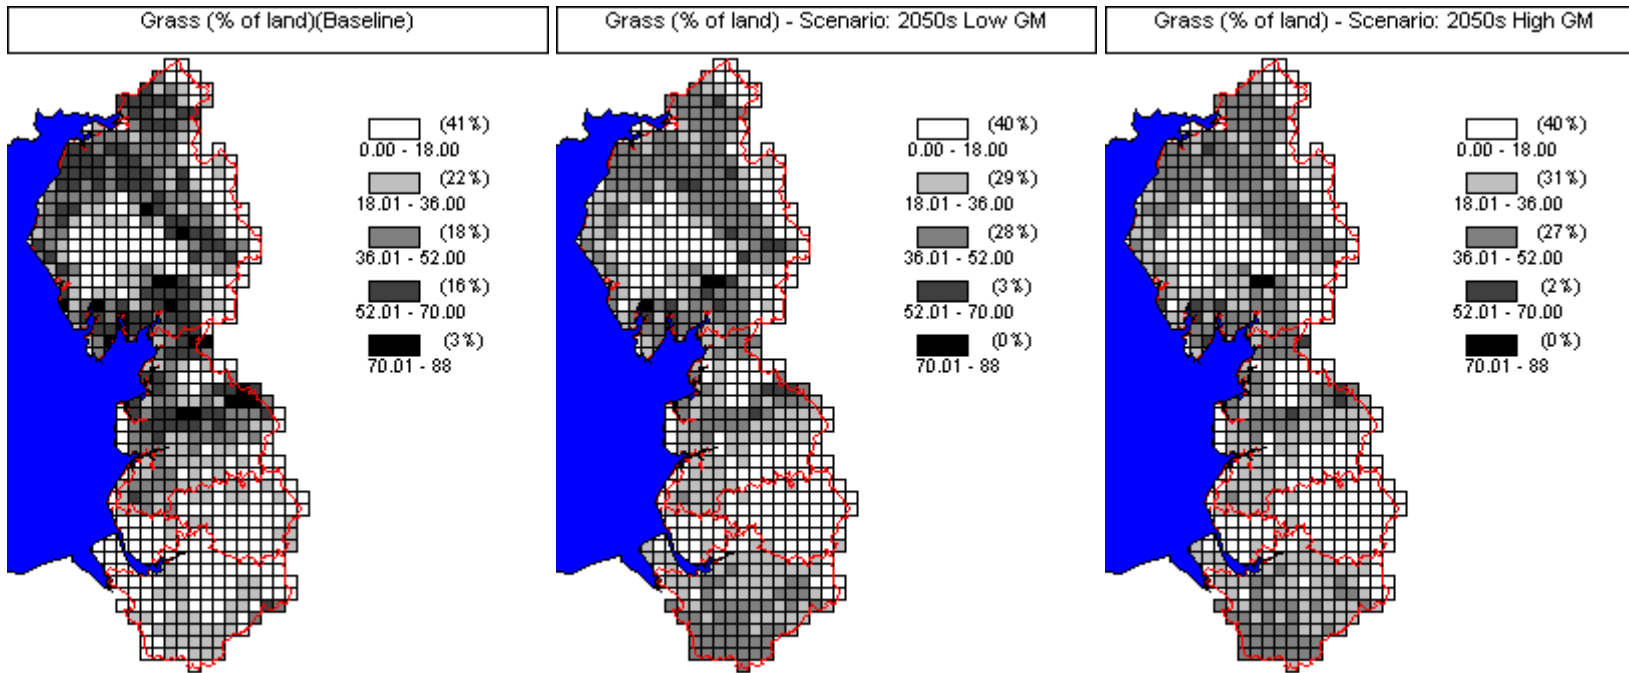 Grass (% of land)(Baseline)
(41%)
0.00 - 18.00
(22%)
18.01 - 36.00
(18%)
36.01 - 52.00
(16%)
52.01 - 70.00
(3%)
70.01 - 88
Grass (% of land) - Scenario: 2050s Low GM
(40%)
0.00 - 18.00
(29%)
18.01 - 36.00
(28%)
36.01 - 52.00
(3%)
52.01 - 70.00
(0%)
70.01 - 88
Grass (% of land) - Scenario: 2050s High GM
(40%)
0.00 - 18.00
(31%)
18.01 - 36.00
(27%)
36.01 - 52.00
(2%)
52.01 - 70.00
(0%)
70.01 - 88